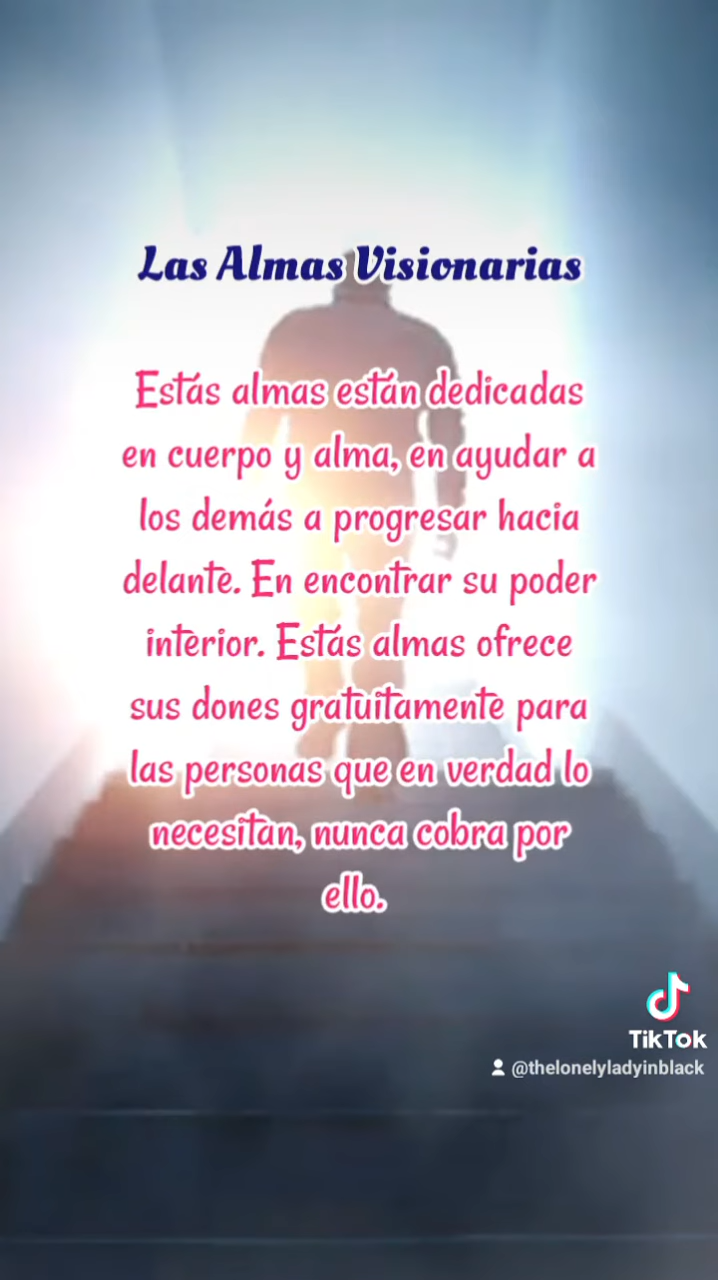 Las Almas Visionarias
Estás almas están dedicadas
en cuerpo y alma, en ayudar a
los demás a progresar hacia
delante. En encontrar su poder
interior. Estás almas ofrece
sus dones gratuitamente para
las personas que en verdad lo
necesitan, nunca cobra por
ello.
TikTok
@thelonelyladyinblack